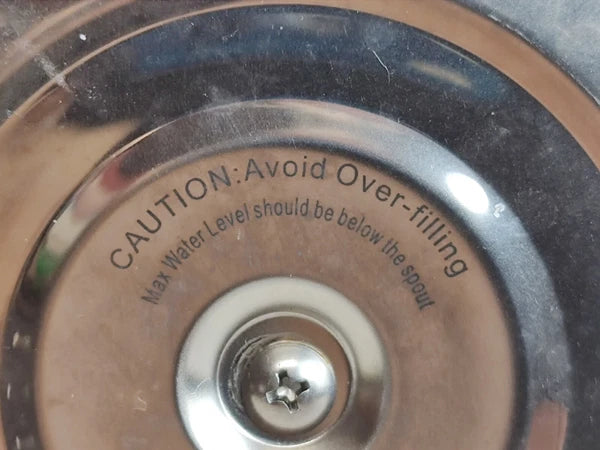 CAUTION:Avoid Over-filling
Max Water Level should be below the spout